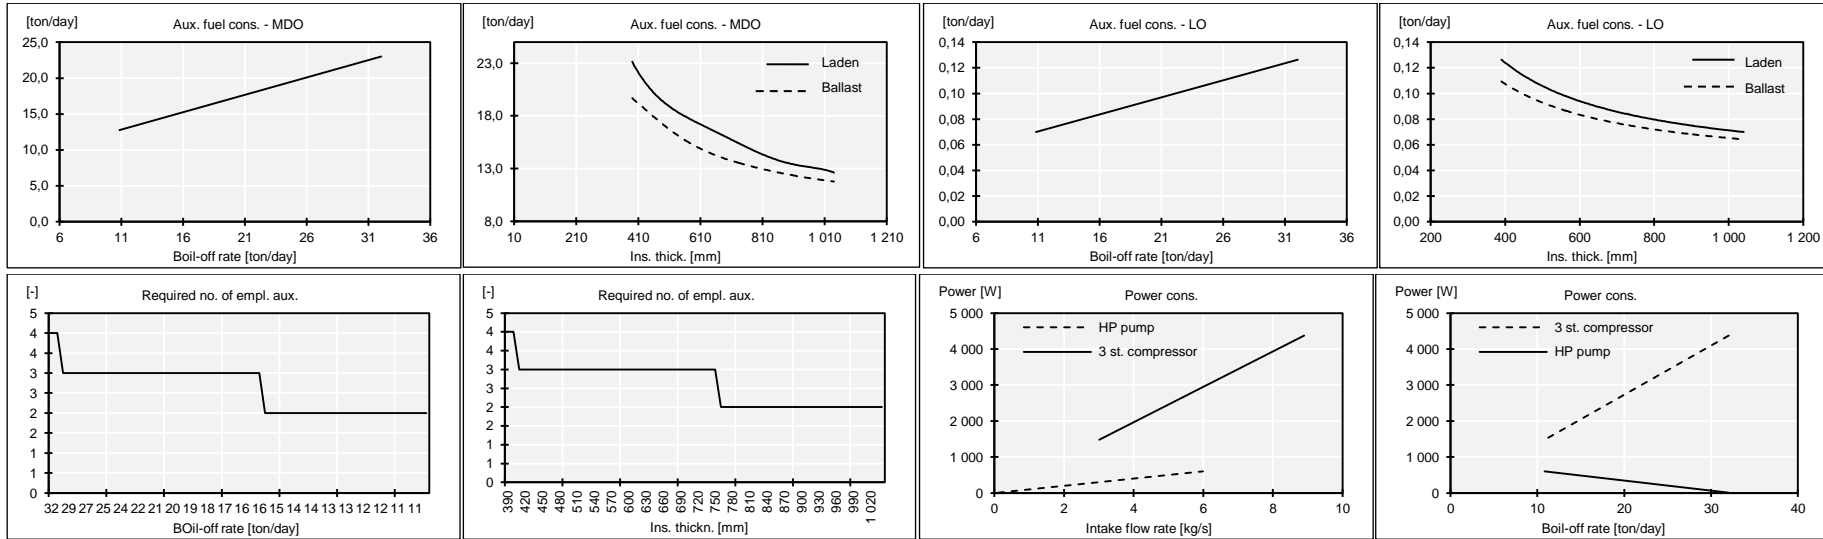 [ton/day] Aux. fuel cons. - MDO
25,0
20,0
15,0
10,0
5,0
0,0
6 11 16 21 26 31 36
Boil-off rate [ton/day]
[ton/day] Aux. fuel cons. - MDO
23,0
18,0
13,0
8,0
Laden
Ballast
10 210 410 610 810 1 010 1 210
Ins. thick. [mm]
[ton/day] Aux. fuel cons. - LO
0,14
0,12
0,10
0,08
0,06
0,04
0,02
0,00
6 11 16 21 26 31 36
Boil-off rate [ton/day]
[ton/day] Aux. fuel cons. - LO
0,14
0,12
0,10
0,08
0,06
0,04
0,02
0,00
Laden
Ballast
200 400 600 800 1 000 1 200
Ins. thick. [mm]
[-] Required no. of empl. aux.
5
4
4
3
3
2
2
1
1
0
32 29 27 25 24 22 21 20 19 18 17 16 16 15 14 14 13 13 12 12 11 11
BOil-off rate [ton/day]
[-] Required no. of empl. aux.
5
4
4
3
3
2
2
1
1
0
390 420 450 480 510 540 570 600 630 660 690 720 750 780 810 840 870 900 930 960 990 1 020
Ins. thickn. [mm]
Power [W] Power cons.
5 000
4 000
3 000
2 000
1 000
0
HP pump
3 st. compressor
0 2 4 6 8 10
Intake flow rate [kg/s]
Power [W] Power cons.
5 000
4 000
3 000
2 000
1 000
0
3 st. compressor
HP pump
0 10 20 30 40
Boil-off rate [ton/day]